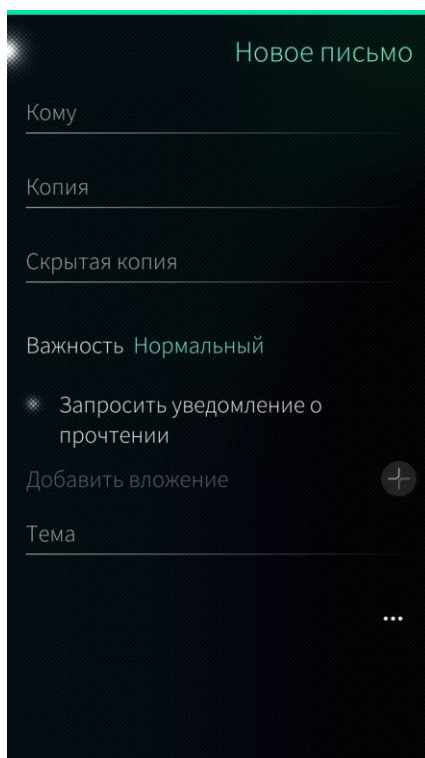 Новое письмо
Кому
Копия
Скрытая копия
Важность Нормальный
Запросить уведомление о
прочтении
Добавить вложение
Тема
...